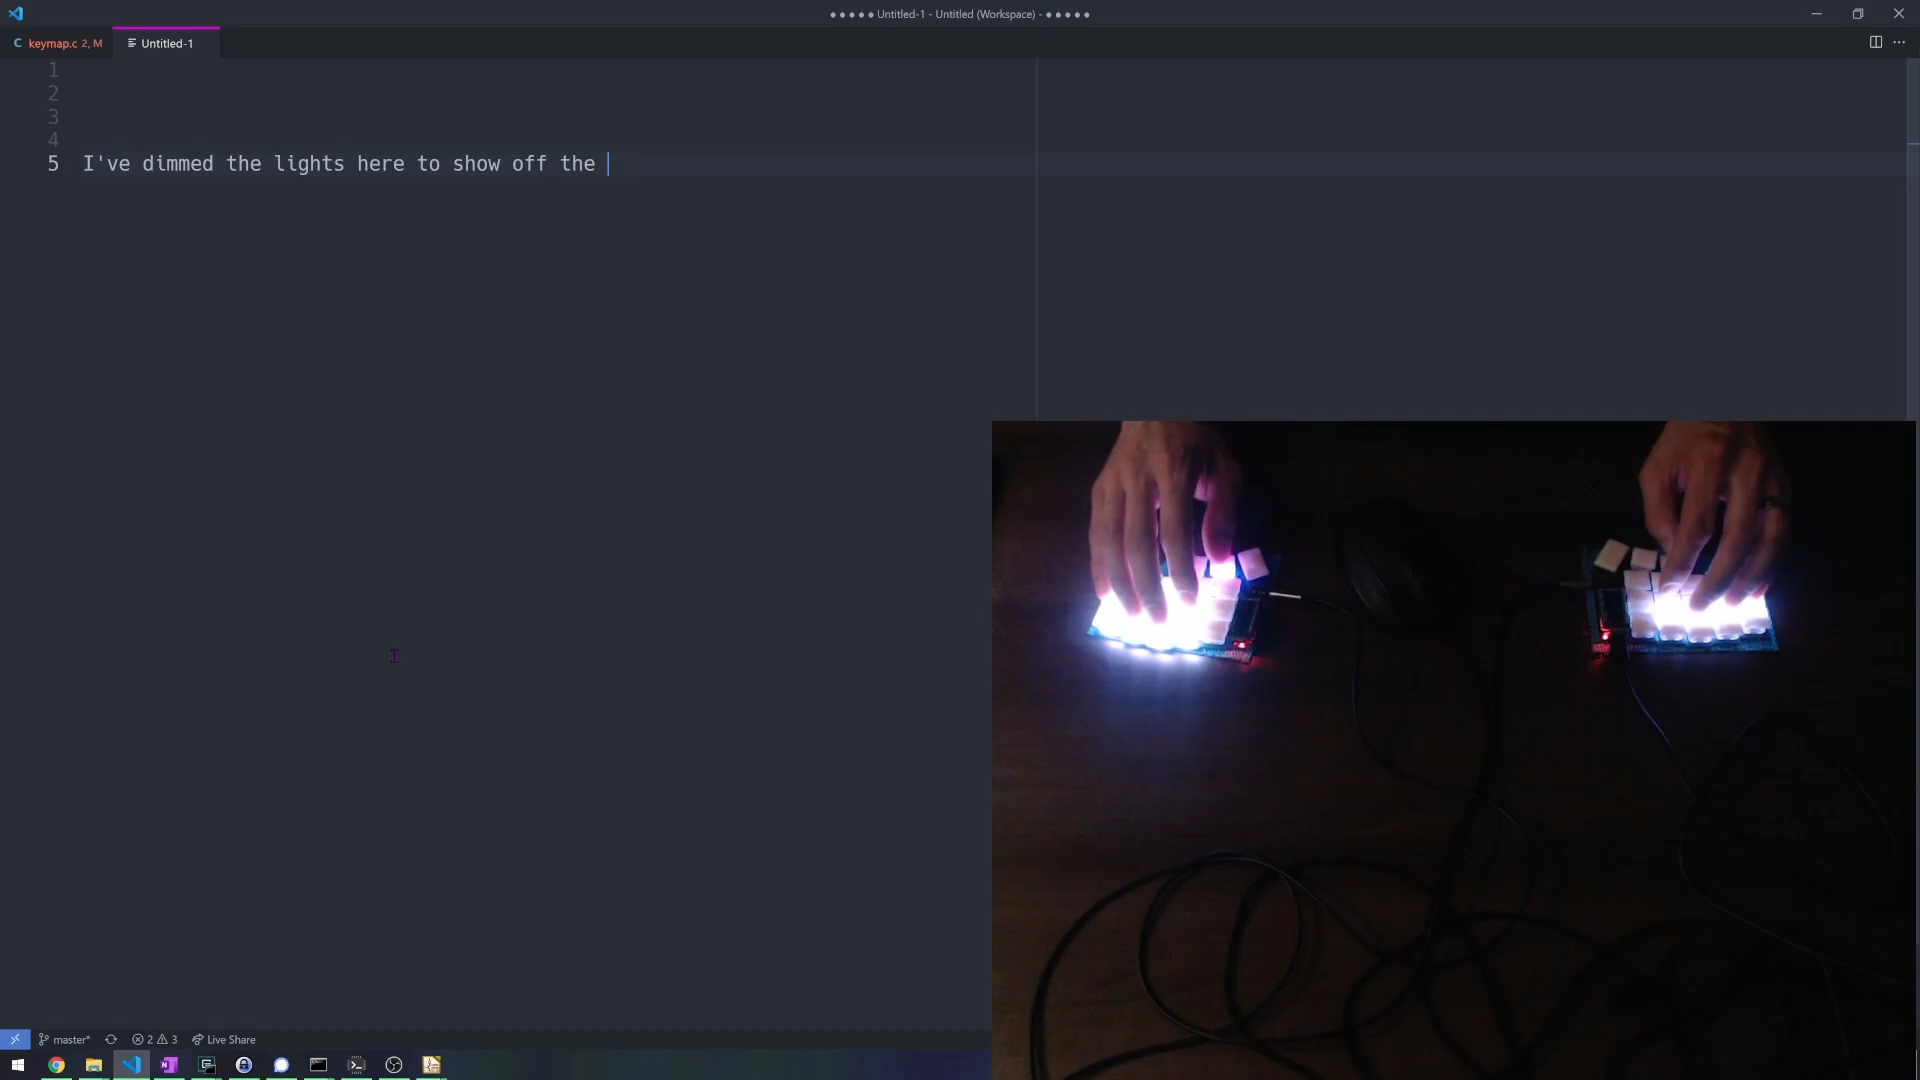 ● ● ● ● ● Untitled-1 - Untitled (Workspace) - ● ● ● ● ●
keymap.c 2, M
Untitled-1
1
2
3
4
5 I've dimmed the lights here to show off the
master*
2 3
Live Share